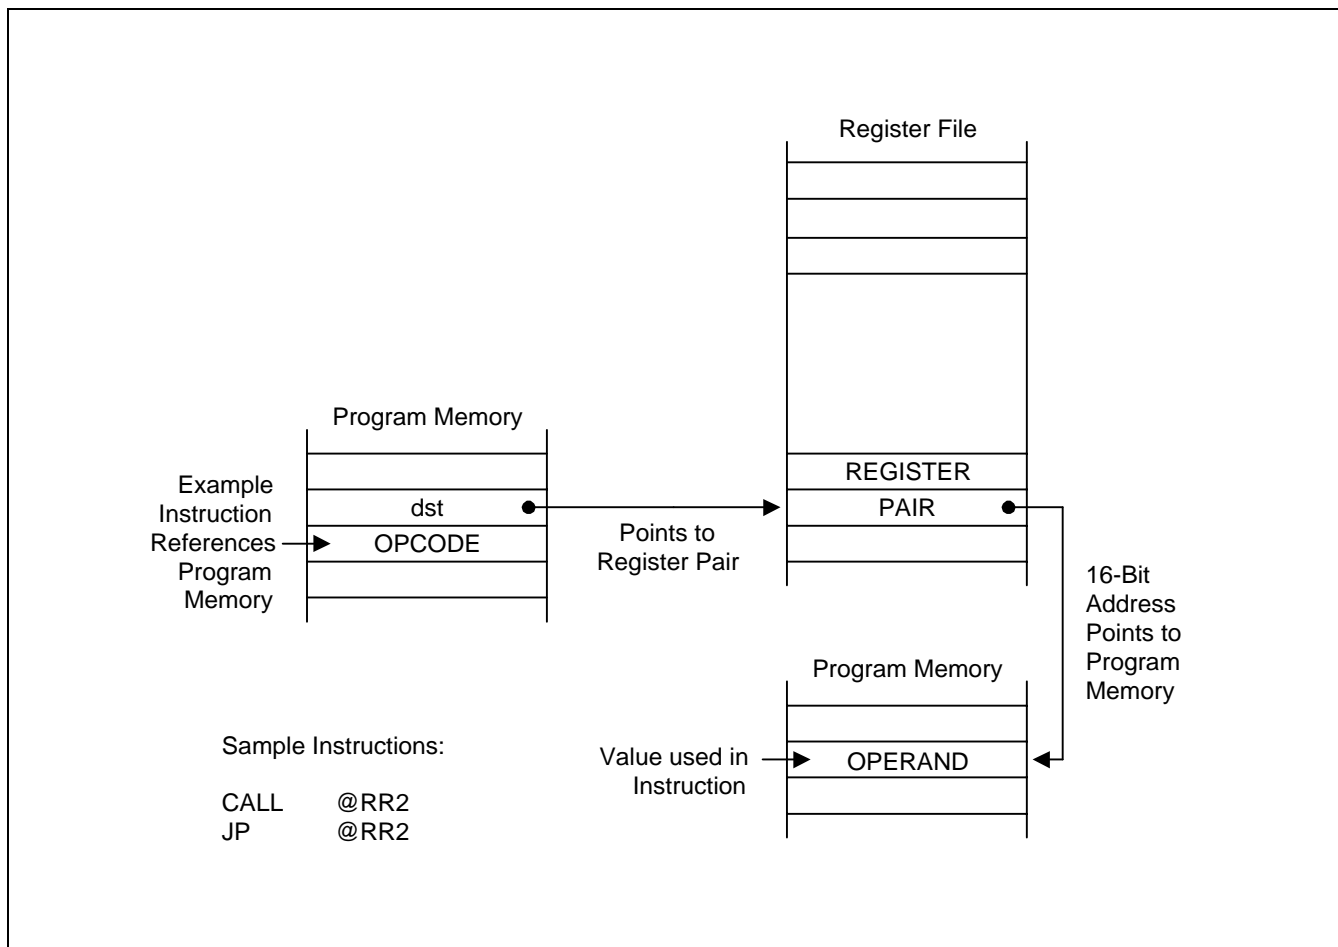 Register File
Program Memory
REGISTER
Example
Instruction
References
Program
Memory
dst
PAIR
OPCODE
Points to
Register Pair
16-Bit
Address
Points to
Program
Memory
Program Memory
Sample Instructions:
Value used in
Instruction
OPERAND
CALL @RR2
JP @RR2